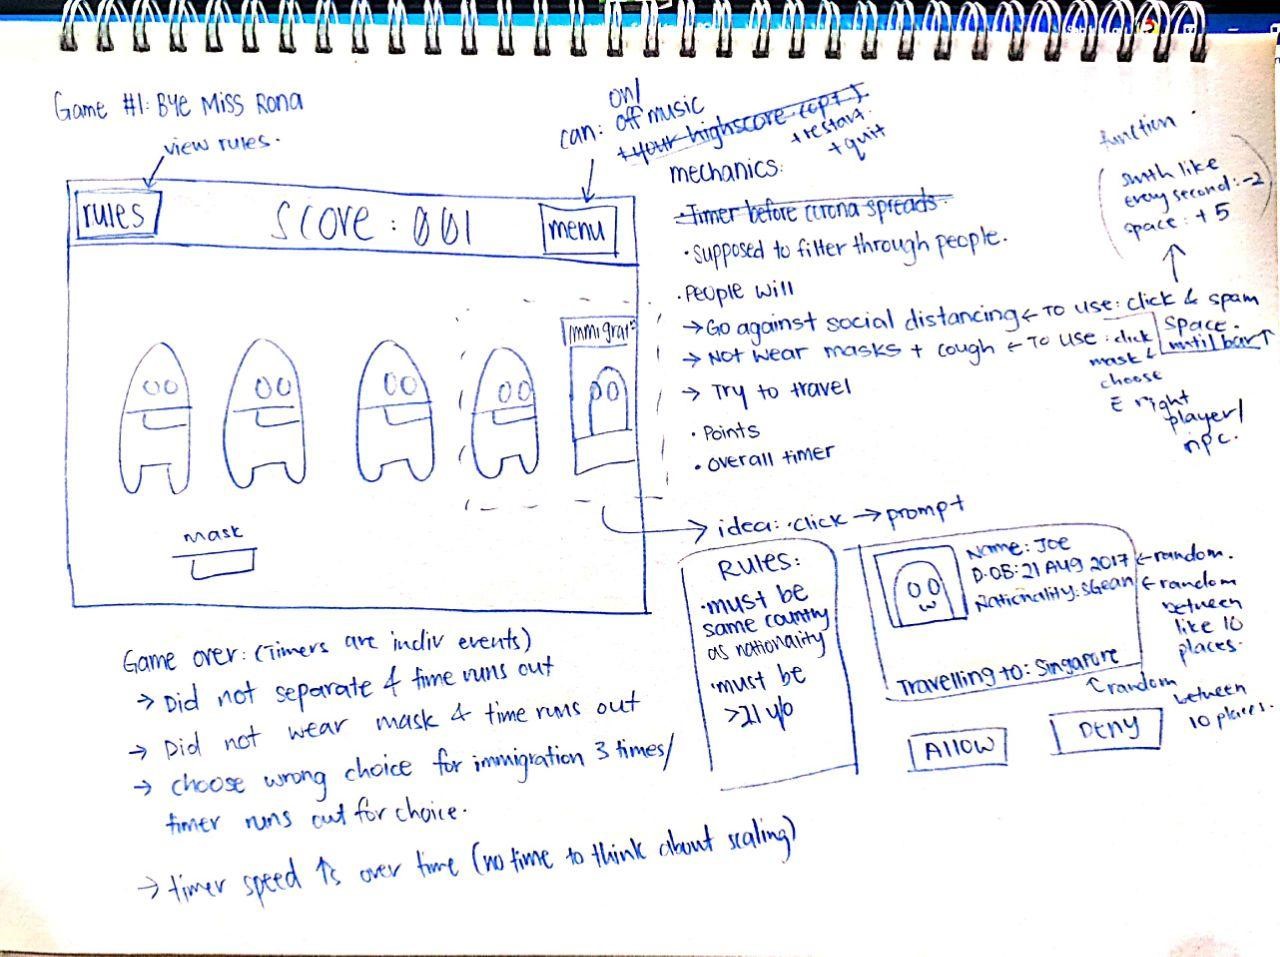 Game #1: BYE Miss Rona
view rules.
on/
can: off music
+ your highscore (opt.)
+ restart
+ quit
rules
SCORE: 001
menu
immigrat
mask
mechanics:
· Timer before corona spreads.
· supposed to filter through people.
· People will
→ Go against social distancing ← To use: click & spam
space.
until bar ↑
→ Not wear masks + cough ← To use: click
mask &
choose
E right
player/
npc.
→ Try to travel
· Points
· overall timer
function
smth like
every second: -2
space: + 5
→ idea: · click → prompt
Rules:
· must be
same country
as nationality
· must be
>21 y/o
Name: JOE
D.OB: 21 AUG 2017 ← random.
Nationality: SGean ← random
between
like 10
places.
Travelling to: Singapore
random
between
10 places.
ALLOW
DENY
Game over: (Timers are indiv events)
→ Did not separate & time runs out
→ Did not wear mask & time runs out
→ choose wrong choice for immigration 3 times/
timer runs out for choice.
→ timer speed ↑s over time (no time to think about scaling)